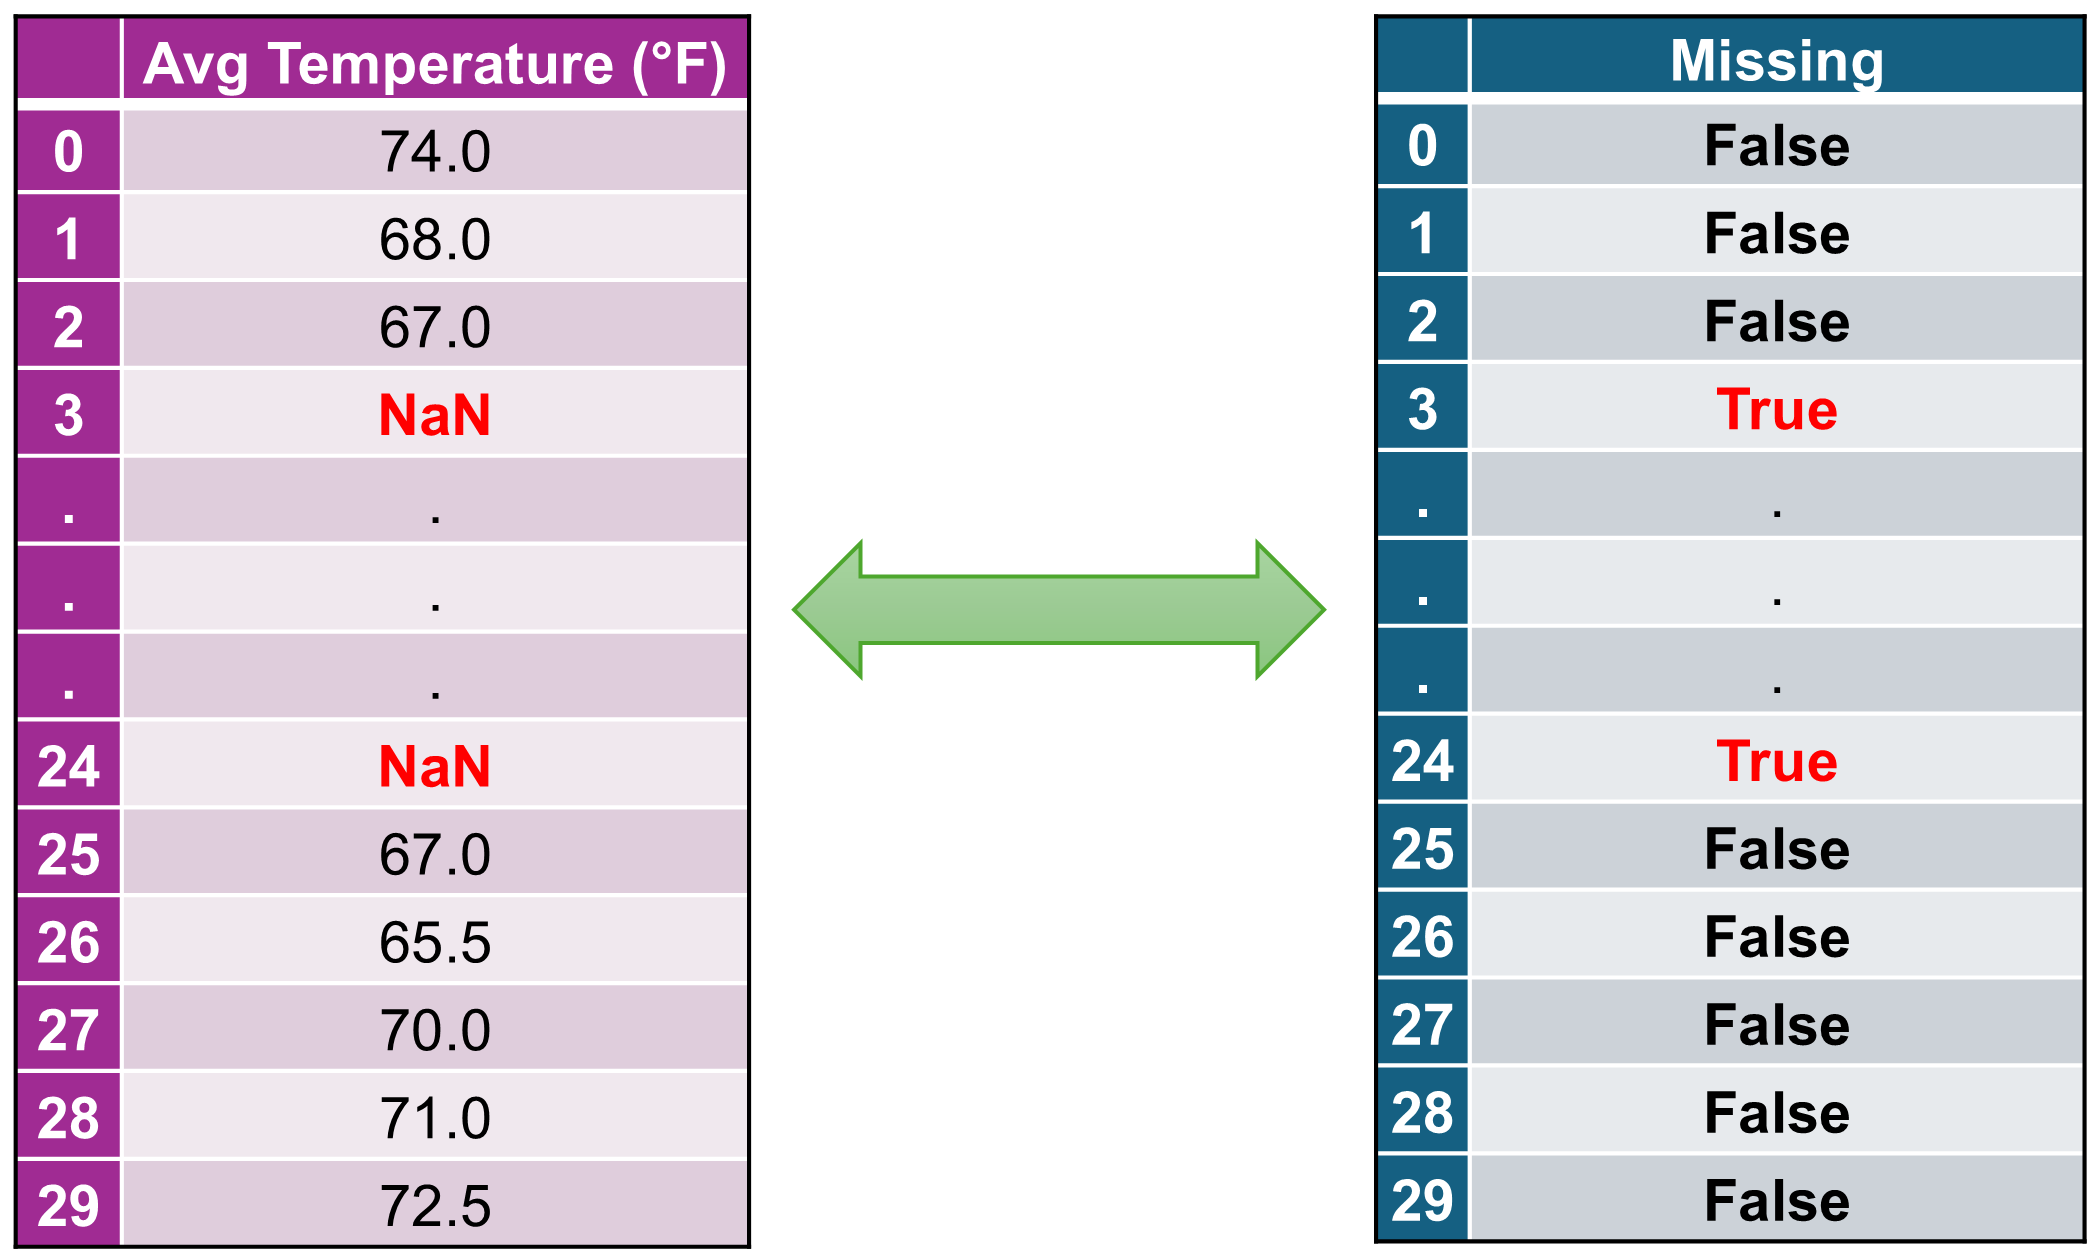 Avg Temperature (°F)
0 74.0
1 68.0
2 67.0
3 NaN
. .
. .
. .
24 NaN
25 67.0
26 65.5
27 70.0
28 71.0
29 72.5
Missing
0 False
1 False
2 False
3 True
. .
. .
. .
24 True
25 False
26 False
27 False
28 False
29 False